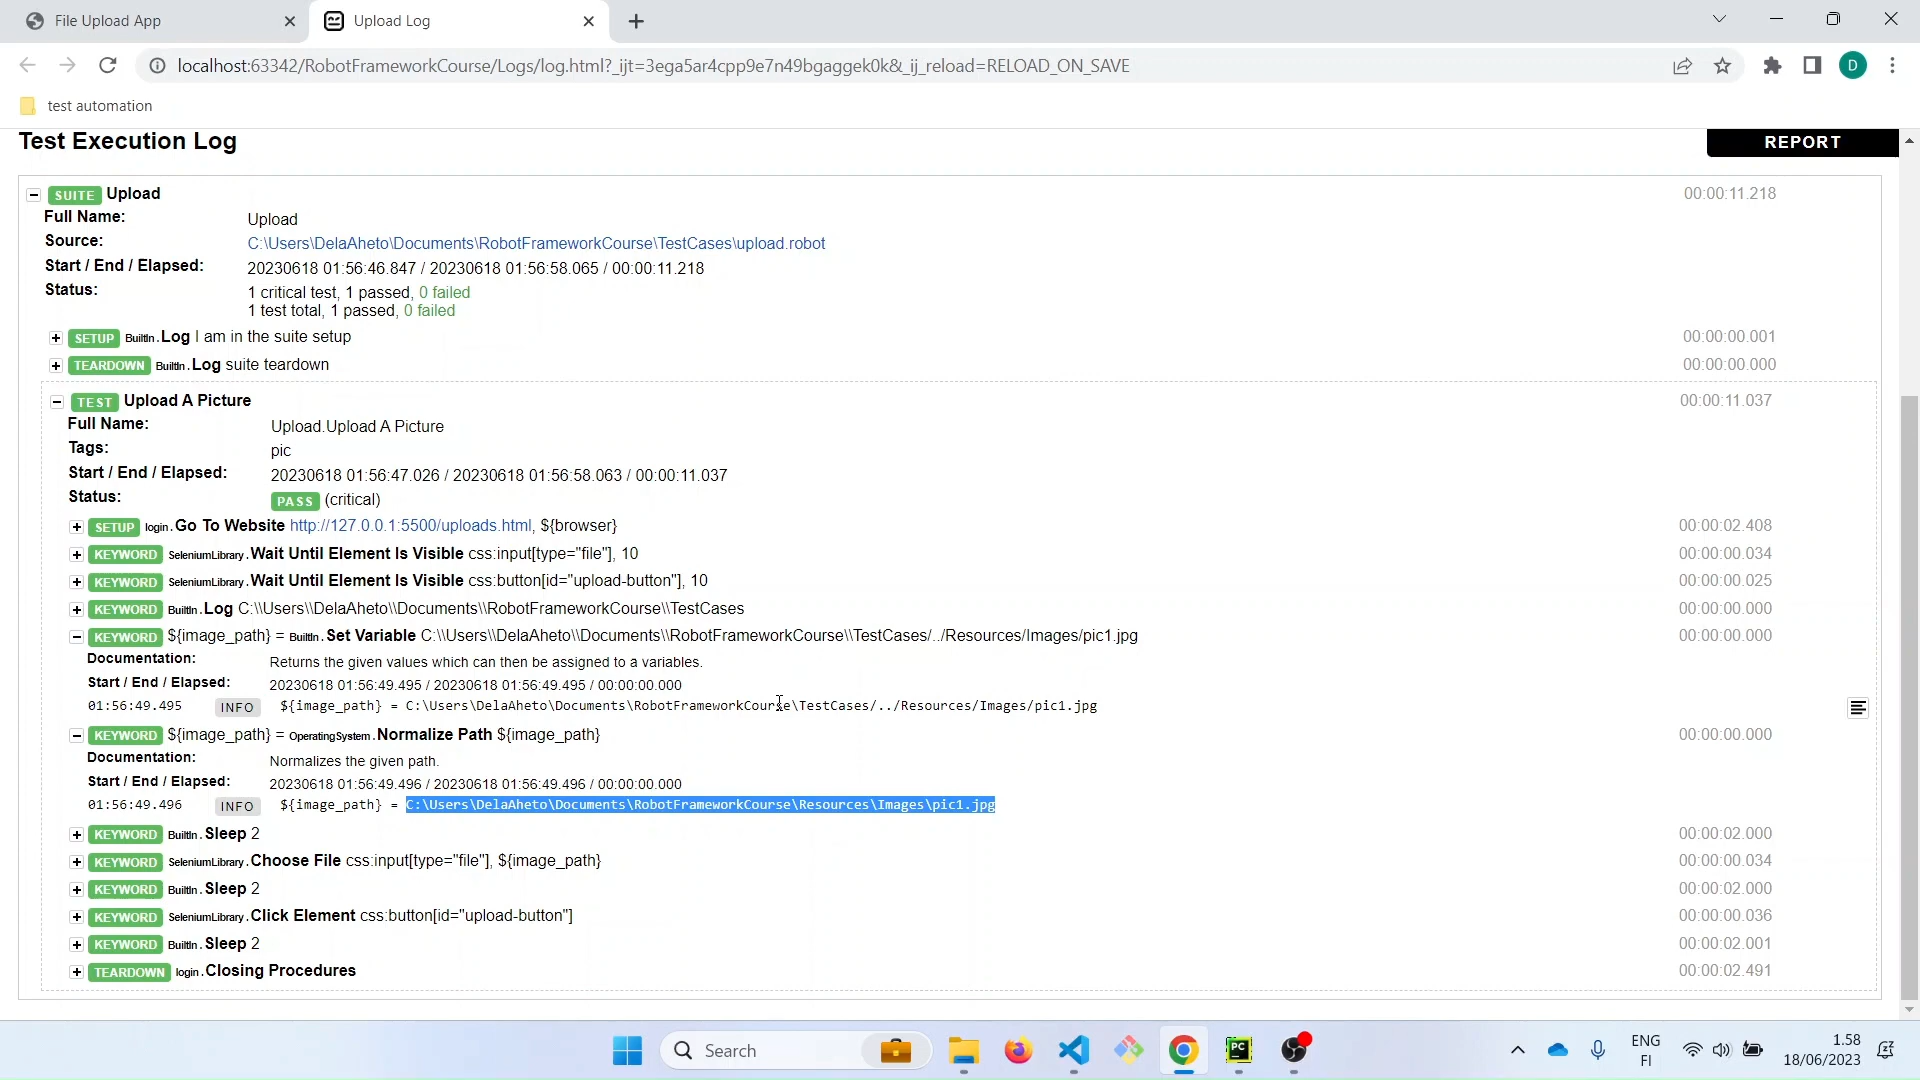 File Upload App
Upload Log
localhost:63342/RobotFrameworkCourse/Logs/log.html?_ijt=3ega5ar4cpp9e7n49bgaggek0k&_ij_reload=RELOAD_ON_SAVE
D
test automation
Test Execution Log
REPORT
SUITE Upload 00:00:11.218
Full Name: Upload
Source: C:\Users\DelaAheto\Documents\RobotFrameworkCourse\TestCases\upload.robot
Start / End / Elapsed: 20230618 01:56:46.847 / 20230618 01:56:58.065 / 00:00:11.218
Status: 1 critical test, 1 passed, 0 failed
1 test total, 1 passed, 0 failed
SETUP BuiltIn.Log I am in the suite setup 00:00:00.001
TEARDOWN BuiltIn.Log suite teardown 00:00:00.000
TEST Upload A Picture 00:00:11.037
Full Name: Upload.Upload A Picture
Tags: pic
Start / End / Elapsed: 20230618 01:56:47.026 / 20230618 01:56:58.063 / 00:00:11.037
Status: PASS (critical)
SETUP login.Go To Website http://127.0.0.1:5500/uploads.html, ${browser} 00:00:02.408
KEYWORD SeleniumLibrary.Wait Until Element Is Visible css:input[type="file"], 10 00:00:00.034
KEYWORD SeleniumLibrary.Wait Until Element Is Visible css:button[id="upload-button"], 10 00:00:00.025
KEYWORD BuiltIn.Log C:\\Users\\DelaAheto\\Documents\\RobotFrameworkCourse\\TestCases 00:00:00.000
KEYWORD ${image_path} = BuiltIn.Set Variable C:\\Users\\DelaAheto\\Documents\\RobotFrameworkCourse\\TestCases/../Resources/Images/pic1.jpg 00:00:00.000
Documentation: Returns the given values which can then be assigned to a variables.
Start / End / Elapsed: 20230618 01:56:49.495 / 20230618 01:56:49.495 / 00:00:00.000
01:56:49.495 INFO ${image_path} = C:\Users\DelaAheto\Documents\RobotFrameworkCourse\TestCases/../Resources/Images/pic1.jpg
KEYWORD ${image_path} = OperatingSystem.Normalize Path ${image_path} 00:00:00.000
Documentation: Normalizes the given path.
Start / End / Elapsed: 20230618 01:56:49.496 / 20230618 01:56:49.496 / 00:00:00.000
01:56:49.496 INFO ${image_path} = C:\Users\DelaAheto\Documents\RobotFrameworkCourse\Resources\Images\pic1.jpg
KEYWORD BuiltIn.Sleep 2 00:00:02.000
KEYWORD SeleniumLibrary.Choose File css:input[type="file"], ${image_path} 00:00:00.034
KEYWORD BuiltIn.Sleep 2 00:00:02.000
KEYWORD SeleniumLibrary.Click Element css:button[id="upload-button"] 00:00:00.036
KEYWORD BuiltIn.Sleep 2 00:00:02.001
TEARDOWN login.Closing Procedures 00:00:02.491
Search
PC
ENG
FI
1.58
18/06/2023